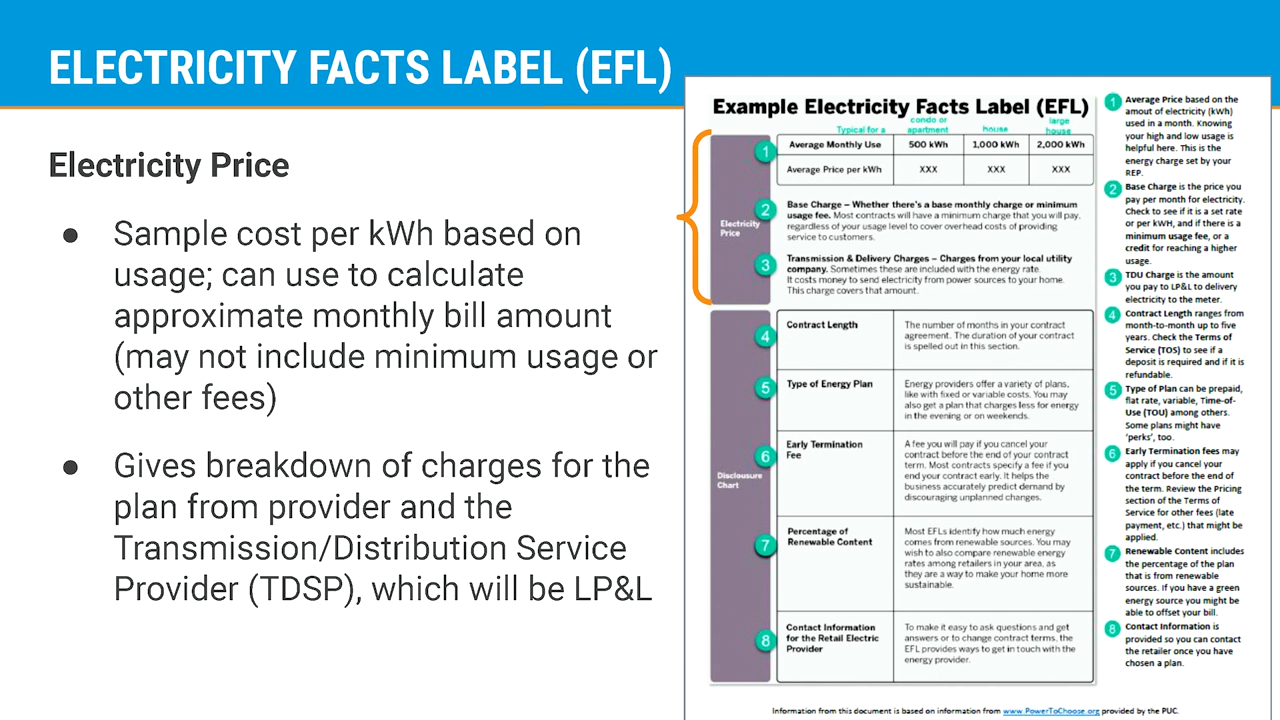 ELECTRICITY FACTS LABEL (EFL)
Electricity Price
● Sample cost per kWh based on
usage; can use to calculate
approximate monthly bill amount
(may not include minimum usage or
other fees)
● Gives breakdown of charges for the
plan from provider and the
Transmission/Distribution Service
Provider (TDSP), which will be LP&L
Example Electricity Facts Label (EFL)
Typical for a condo or apartment house large house
1 Average Monthly Use 500 kWh 1,000 kWh 2,000 kWh
Average Price per kWh XXX XXX XXX
Electricity
Price
2 Base Charge – Whether there's a base monthly charge or minimum
usage fee. Most contracts will have a minimum charge that you will pay,
regardless of your usage level to cover overhead costs of providing
service to customers.
3 Transmission & Delivery Charges – Charges from your local utility
company. Sometimes these are included with the energy rate.
It costs money to send electricity from power sources to your home.
This charge covers that amount.
Disclousure
Chart
4 Contract Length
The number of months in your contract
agreement. The duration of your contract
is spelled out in this section.
5 Type of Energy Plan
Energy providers offer a variety of plans,
like with fixed or variable costs. You may
also get a plan that charges less for energy
in the evening or on weekends.
6 Early Termination
Fee
A fee you will pay if you cancel your
contract before the end of your contract
term. Most contracts specify a fee if you
end your contract early. It helps the
business accurately predict demand by
discouraging unplanned changes.
7 Percentage of
Renewable Content
Most EFLs identify how much energy
comes from renewable sources. You may
wish to also compare renewable energy
rates among retailers in your area, as
they are a way to make your home more
sustainable.
8 Contact Information
for the Retail Electric
Provider
To make it easy to ask questions and get
answers or to change contract terms, the
EFL provides ways to get in touch with the
energy provider.
1 Average Price based on the
amout of electricity (kWh)
used in a month. Knowing
your high and low usage is
helpful here. This is the
energy charge set by your
REP.
2 Base Charge is the price you
pay per month for electricity.
Check to see if it is a set rate
or per kWH, and if there is a
minimum usage fee, or a
credit for reaching a higher
usage.
3 TDU Charge is the amount
you pay to LP&L to delivery
electricity to the meter.
4 Contract Length ranges from
month-to-month up to five
years. Check the Terms of
Service (TOS) to see if a
deposit is required and if it is
refundable.
5 Type of Plan can be prepaid,
flat rate, variable, Time-of-
Use (TOU) among others.
Some plans might have
'perks', too.
6 Early Termination fees may
apply if you cancel your
contract before the end of
the term. Review the Pricing
section of the Terms of
Service for other fees (late
payment, etc.) that might be
applied.
7 Renewable Content includes
the percentage of the plan
that is from renewable
sources. If you have a green
energy source you might be
able to offset your bill.
8 Contact Information is
provided so you can contact
the retailer once you have
chosen a plan.
Information from this document is based on information from www.PowerToChoose.org provided by the PUC.